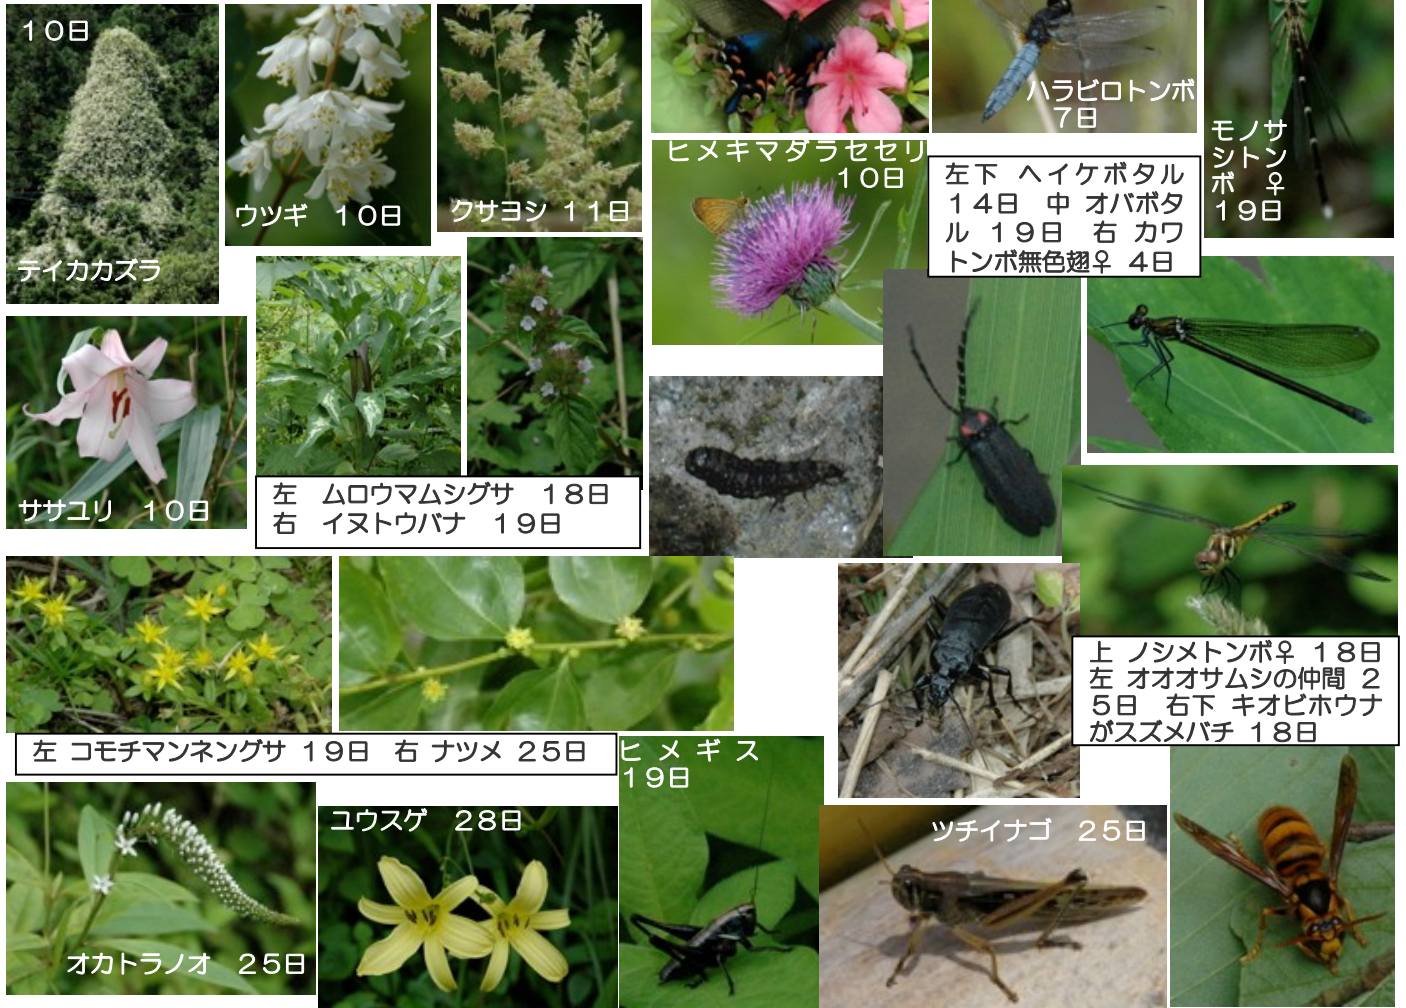 10日
テイカカズラ
ウツギ　10日
クサヨシ 11日
ハラビロトンボ
7日
モノサ
シトン
ボ　♀
19日
ヒメキマダラセセリ
10日
左下 ヘイケボタル
14日　中 オバボタ
ル 19日　右 カワ
トンボ無色翅♀ 4日
ササユリ　10日
左　ムロウマムシグサ　18日
右　イヌトウバナ　19日
上 ノシメトンボ♀ 18日
左 オオオサムシの仲間 2
5日　右下 キオビホウナ
がスズメバチ 18日
左 コモチマンネングサ 19日 右 ナツメ 25日
ヒメギス
19日
オカトラノオ　25日
ユウスゲ　28日
ツチイナゴ　25日